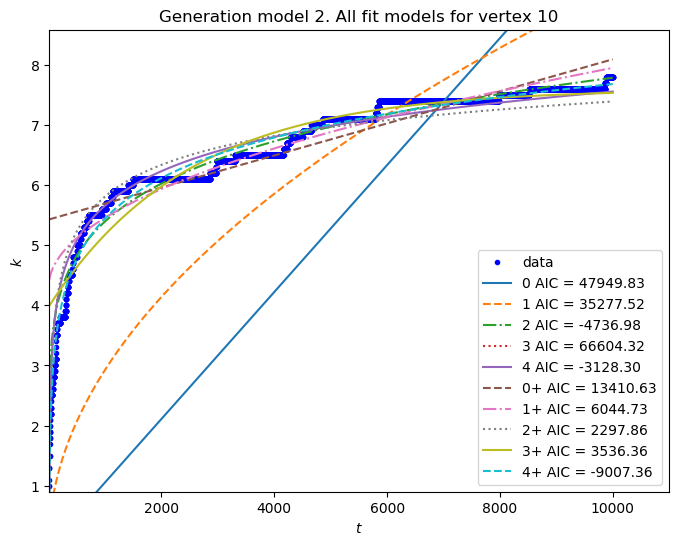 Generation model 2. All fit models for vertex 10
k
8
7
6
5
4
3
2
1
2000 4000 6000 8000 10000
t
data
0 AIC = 47949.83
1 AIC = 35277.52
2 AIC = -4736.98
3 AIC = 66604.32
4 AIC = -3128.30
0+ AIC = 13410.63
1+ AIC = 6044.73
2+ AIC = 2297.86
3+ AIC = 3536.36
4+ AIC = -9007.36